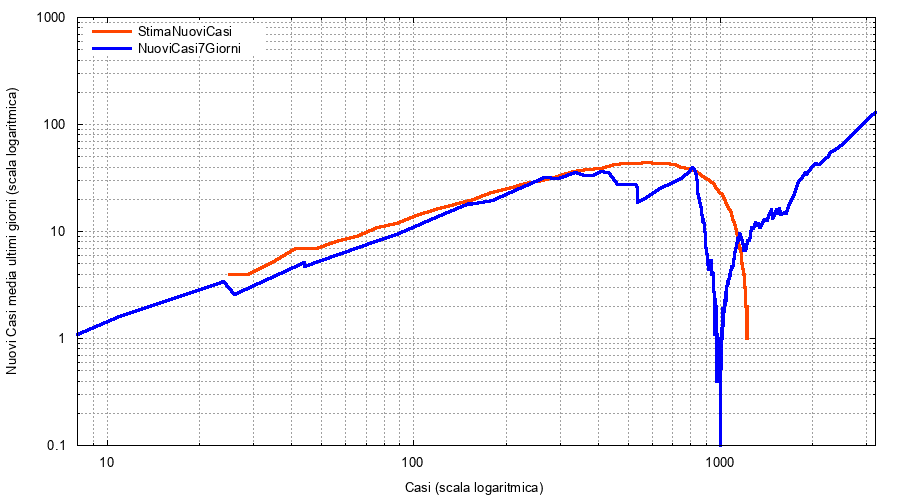 1000
100
10
1
0.1
StimaNuoviCasi
NuoviCasi7Giorni
Nuovi Casi media ultimi giorni (scala logaritmica)
10 100 1000
Casi (scala logaritmica)